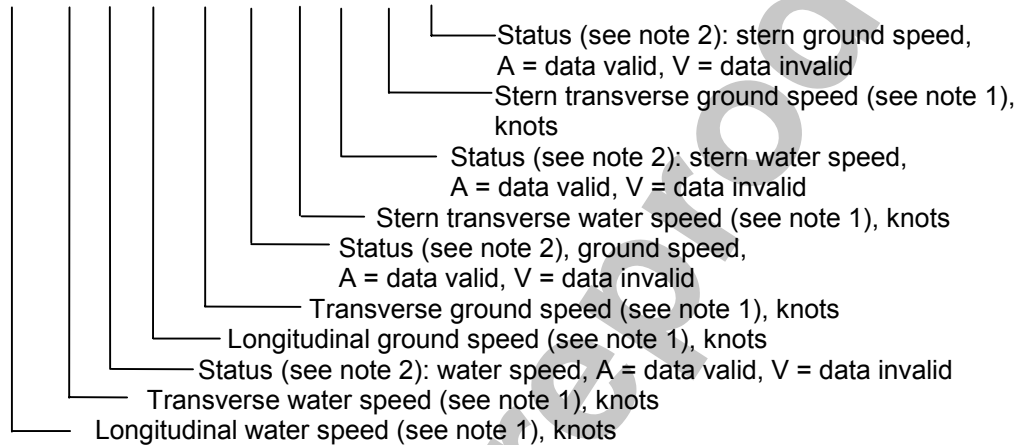 Status (see note 2): stern ground speed,
A = data valid, V = data invalid
Stern transverse ground speed (see note 1),
knots
Status (see note 2): stern water speed,
A = data valid, V = data invalid
Stern transverse water speed (see note 1), knots
Status (see note 2), ground speed,
A = data valid, V = data invalid
Transverse ground speed (see note 1), knots
Longitudinal ground speed (see note 1), knots
Status (see note 2): water speed, A = data valid, V = data invalid
Transverse water speed (see note 1), knots
Longitudinal water speed (see note 1), knots